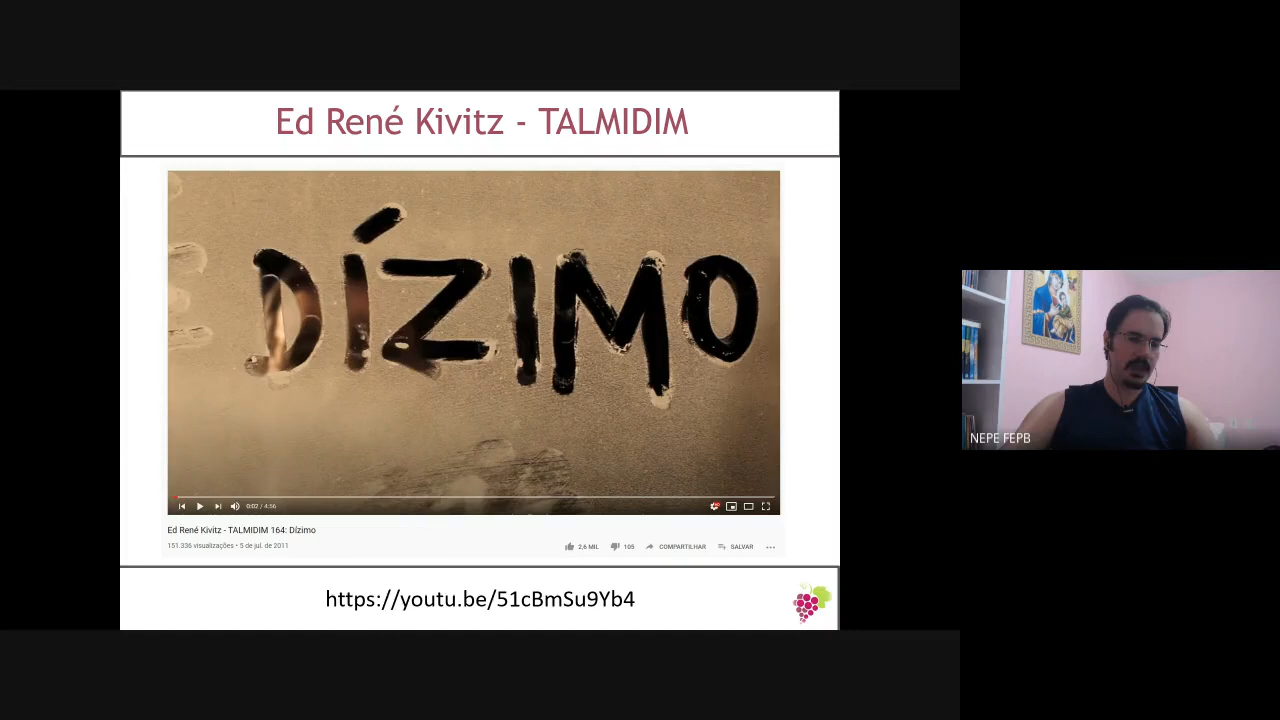 Ed René Kivitz - TALMIDIM
DÍZIMO
0:02 / 4:56
Ed René Kivitz - TALMIDIM 164: Dízimo
151.336 visualizações • 5 de jul. de 2011
2,6 MIL 105 COMPARTILHAR SALVAR
https://youtu.be/51cBmSu9Yb4
NEPE FEPB